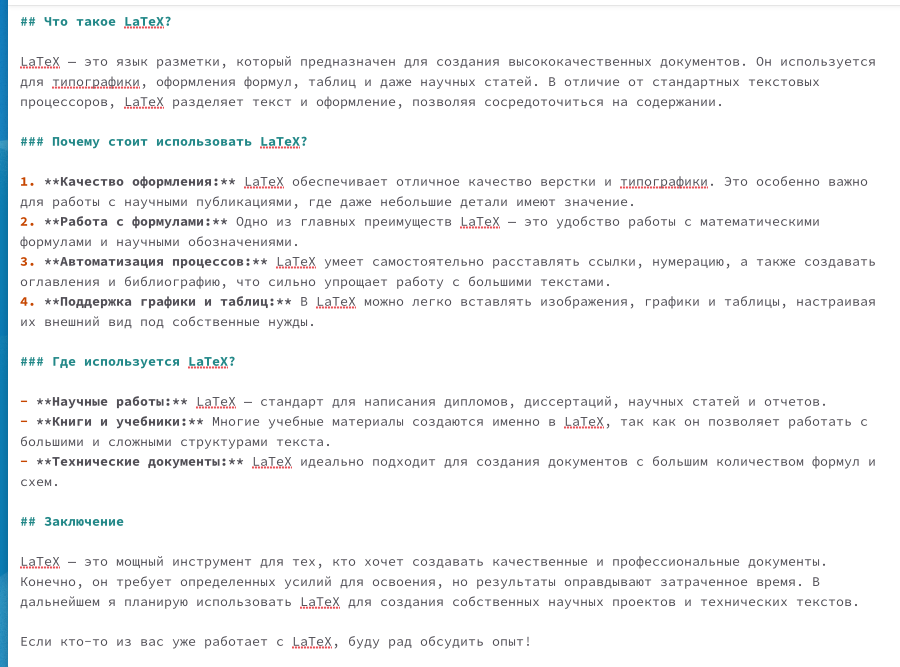 ## Что такое LaTeX?
LaTeX — это язык разметки, который предназначен для создания высококачественных документов. Он используется
для типографики, оформления формул, таблиц и даже научных статей. В отличие от стандартных текстовых
процессоров, LaTeX разделяет текст и оформление, позволяя сосредоточиться на содержании.
### Почему стоит использовать LaTeX?
1. **Качество оформления:** LaTeX обеспечивает отличное качество верстки и типографики. Это особенно важно
для работы с научными публикациями, где даже небольшие детали имеют значение.
2. **Работа с формулами:** Одно из главных преимуществ LaTeX — это удобство работы с математическими
формулами и научными обозначениями.
3. **Автоматизация процессов:** LaTeX умеет самостоятельно расставлять ссылки, нумерацию, а также создавать
оглавления и библиографию, что сильно упрощает работу с большими текстами.
4. **Поддержка графики и таблиц:** В LaTeX можно легко вставлять изображения, графики и таблицы, настраивая
их внешний вид под собственные нужды.
### Где используется LaTeX?
- **Научные работы:** LaTeX — стандарт для написания дипломов, диссертаций, научных статей и отчетов.
- **Книги и учебники:** Многие учебные материалы создаются именно в LaTeX, так как он позволяет работать с
большими и сложными структурами текста.
- **Технические документы:** LaTeX идеально подходит для создания документов с большим количеством формул и
схем.
## Заключение
LaTeX — это мощный инструмент для тех, кто хочет создавать качественные и профессиональные документы.
Конечно, он требует определенных усилий для освоения, но результаты оправдывают затраченное время. В
дальнейшем я планирую использовать LaTeX для создания собственных научных проектов и технических текстов.
Если кто-то из вас уже работает с LaTeX, буду рад обсудить опыт!